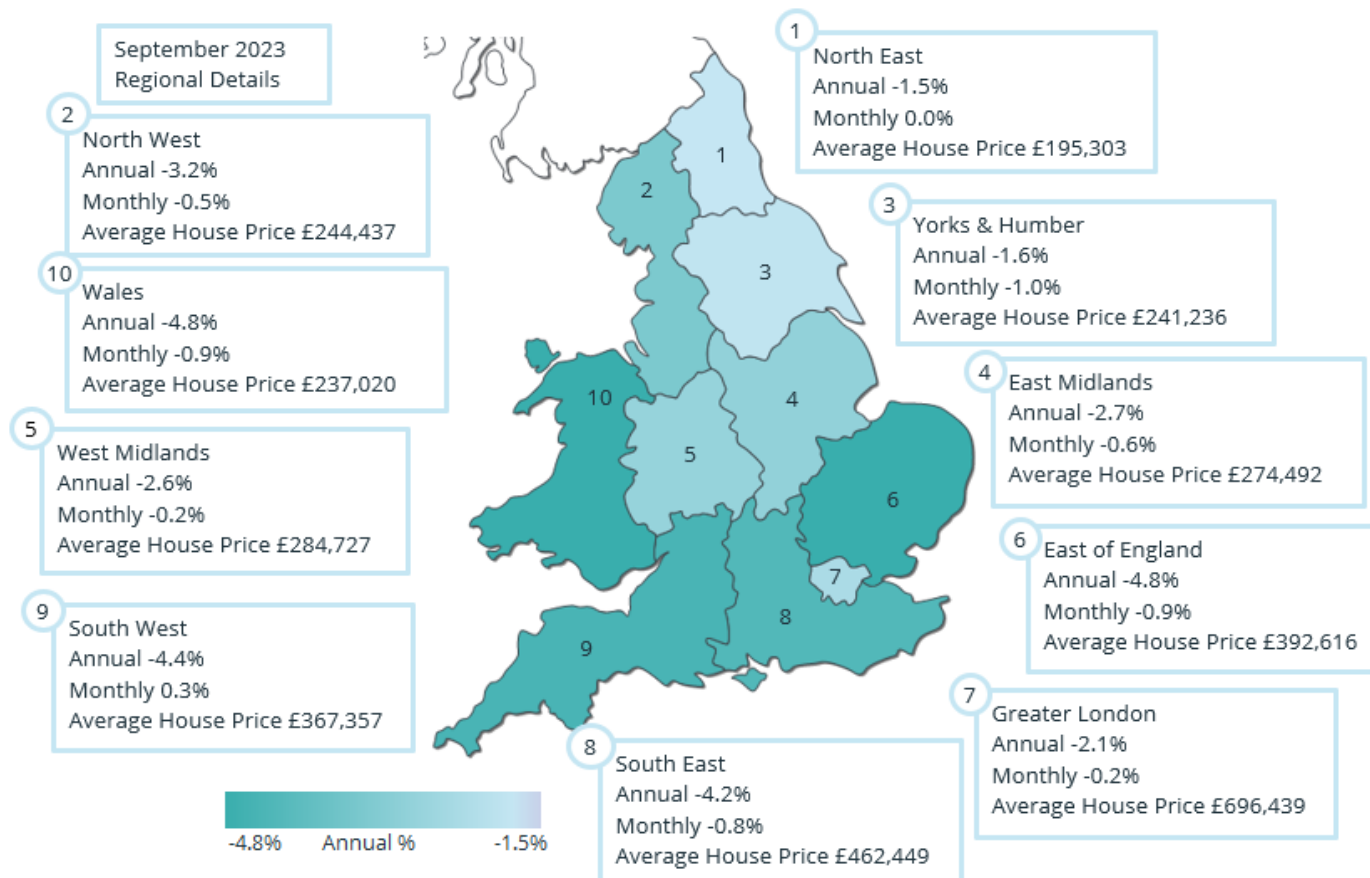 September 2023
Regional Details
1
North East
Annual -1.5%
Monthly 0.0%
Average House Price £195,303
2
North West
Annual -3.2%
Monthly -0.5%
Average House Price £244,437
3
Yorks & Humber
Annual -1.6%
Monthly -1.0%
Average House Price £241,236
10
Wales
Annual -4.8%
Monthly -0.9%
Average House Price £237,020
4
East Midlands
Annual -2.7%
Monthly -0.6%
Average House Price £274,492
5
West Midlands
Annual -2.6%
Monthly -0.2%
Average House Price £284,727
6
East of England
Annual -4.8%
Monthly -0.9%
Average House Price £392,616
9
South West
Annual -4.4%
Monthly 0.3%
Average House Price £367,357
7
Greater London
Annual -2.1%
Monthly -0.2%
Average House Price £696,439
8
South East
Annual -4.2%
Monthly -0.8%
Average House Price £462,449
1
2
3
10
4
5
6
7
8
9
-4.8% Annual % -1.5%